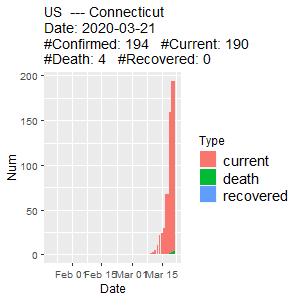 US  --- Connecticut
Date: 2020-03-21
#Confirmed: 194   #Current: 190
#Death: 4   #Recovered: 0
200
150
100
50
0
Num
Feb 01 Feb 15 Mar 01 Mar 15
Date
Type
current
death
recovered